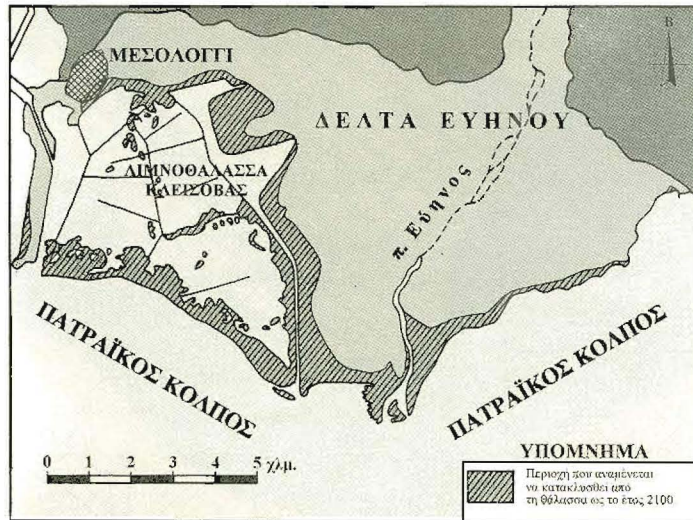 ΜΕΣΟΛΟΓΓΙ
Β
ΔΕΛΤΑ ΕΥΗΝΟΥ
ΛΙΜΝΟΘΑΛΑΣΣΑ
ΚΛΕΙΣΟΒΑΣ
π. Εύηνος
ΠΑΤΡΑΪΚΟΣ ΚΟΛΠΟΣ
ΠΑΤΡΑΪΚΟΣ ΚΟΛΠΟΣ
0 1 2 3 4 5 χλμ.
ΥΠΟΜΝΗΜΑ
Περιοχή που αναμένεται
να κατακλυσθεί από
τη θάλασσα ως το έτος 2100